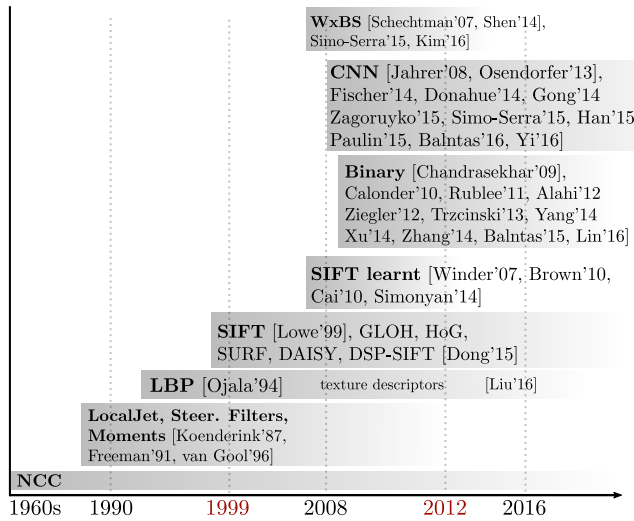 WxBS [Schechtman'07, Shen'14],
Simo-Serra'15, Kim'16]
CNN [Jahrer'08, Osendorfer'13],
Fischer'14, Donahue'14, Gong'14
Zagoruyko'15, Simo-Serra'15, Han'15
Paulin'15, Balntas'16, Yi'16]
Binary [Chandrasekhar'09],
Calonder'10, Rublee'11, Alahi'12
Ziegler'12, Trzcinski'13, Yang'14
Xu'14, Zhang'14, Balntas'15, Lin'16]
SIFT learnt [Winder'07, Brown'10,
Cai'10, Simonyan'14]
SIFT [Lowe'99], GLOH, HoG,
SURF, DAISY, DSP-SIFT [Dong'15]
LBP [Ojala'94] texture descriptors [Liu'16]
LocalJet, Steer. Filters,
Moments [Koenderink'87,
Freeman'91, van Gool'96]
NCC
1960s 1990 1999 2008 2012 2016